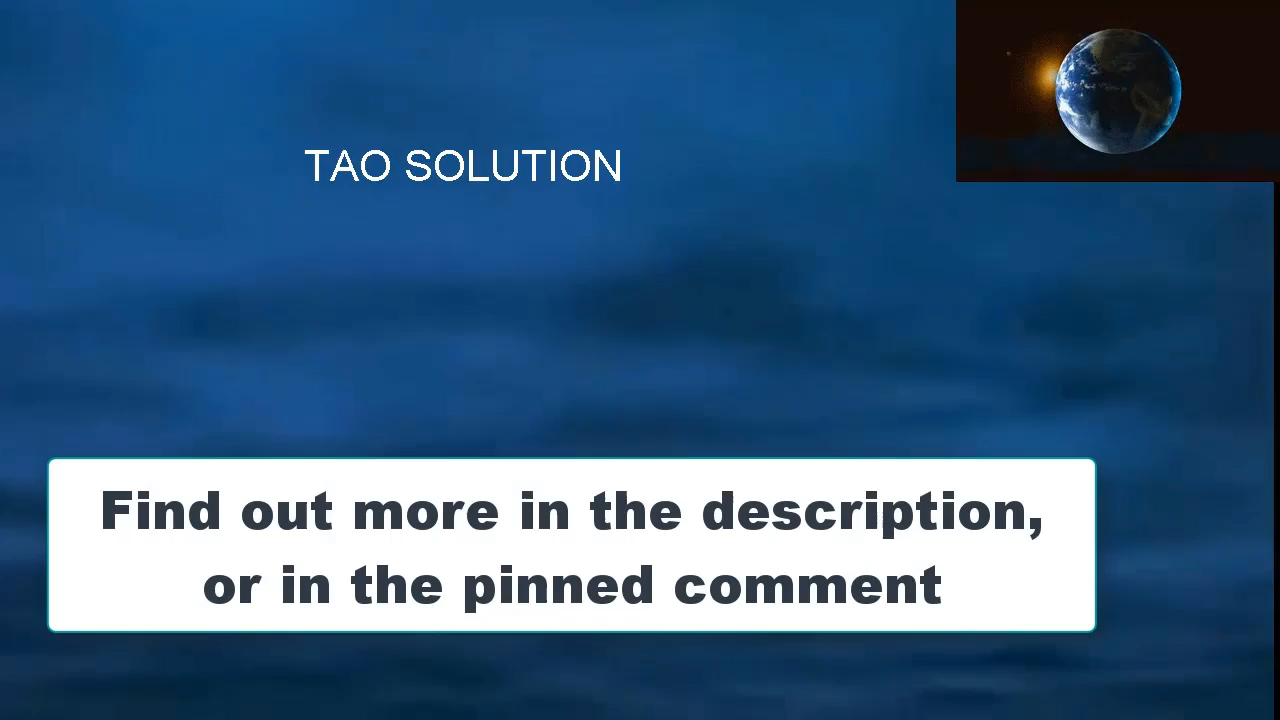 TAO SOLUTION
Find out more in the description,
or in the pinned comment